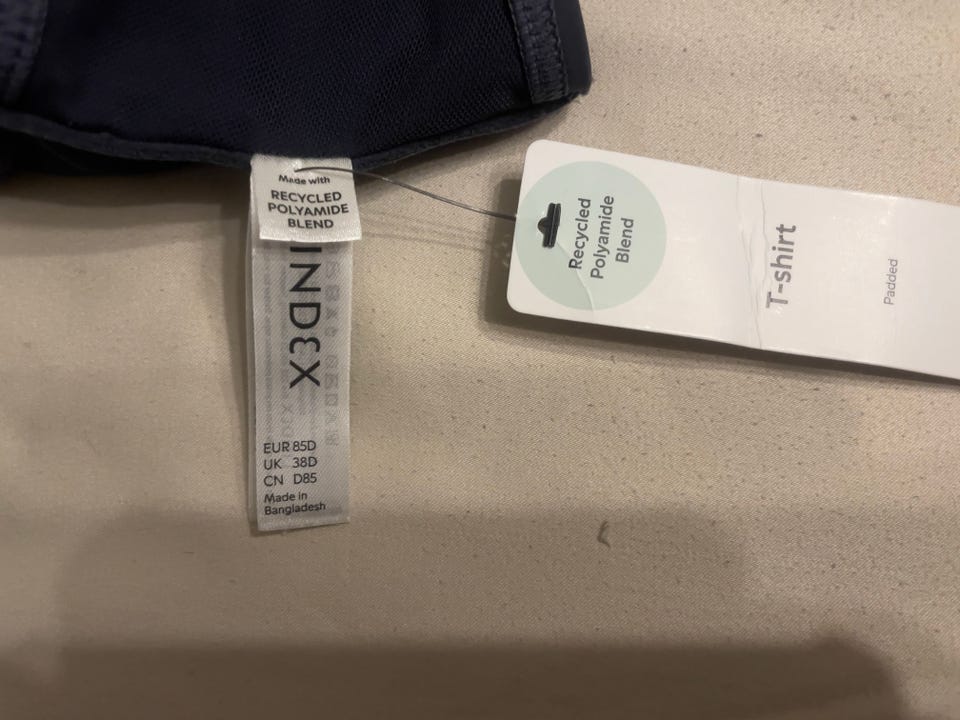 Made with
RECYCLED
POLYAMIDE
BLEND
INDEX
EUR 85D
UK 38D
CN D85
Made in
Bangladesh
Recycled
Polyamide
Blend
T-shirt
Padded